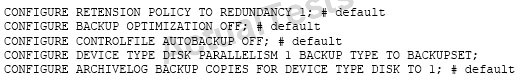 CONFIGURE RETENSION POLICY TO REDUNDANCY 1; # default
CONFIGURE BACKUP OPTIMIZATION OFF; # default
CONFIGURE CONTROLFILE AUTOBACKUP OFF; # default
CONFIGURE DEVICE TYPE DISK PARALLELISM 1 BACKUP TYPE TO BACKUPSET;
CONFIGURE ARCHIVELOG BACKUP COPIES FOR DEVICE TYPE DISK TO 1; # default